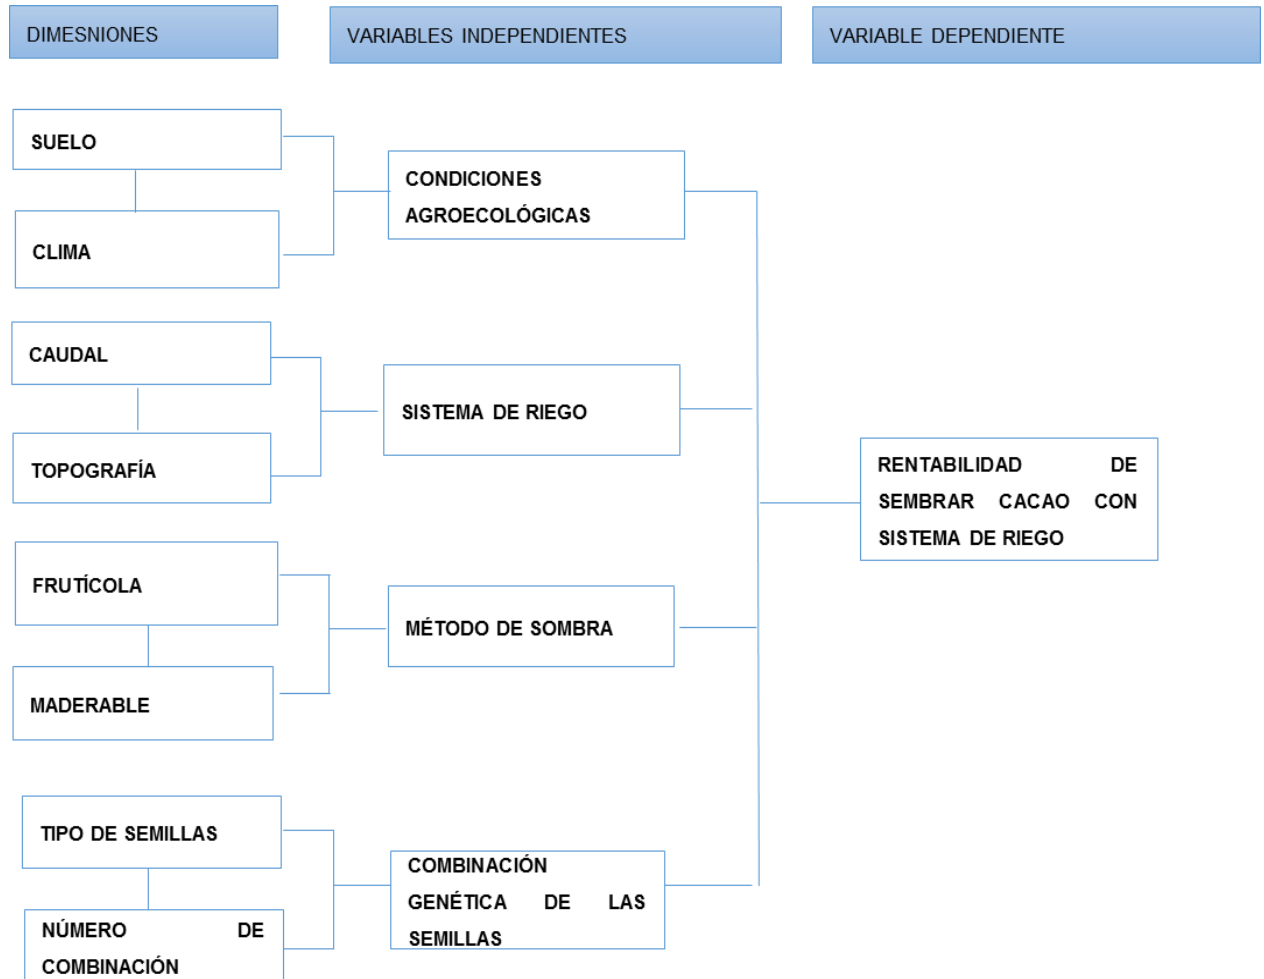 DIMESNIONES
VARIABLES INDEPENDIENTES
VARIABLE DEPENDIENTE
SUELO
CLIMA
CONDICIONES
AGROECOLÓGICAS
CAUDAL
TOPOGRAFÍA
SISTEMA DE RIEGO
FRUTÍCOLA
MADERABLE
MÉTODO DE SOMBRA
TIPO DE SEMILLAS
NÚMERO DE
COMBINACIÓN
COMBINACIÓN
GENÉTICA DE LAS
SEMILLAS
RENTABILIDAD DE
SEMBRAR CACAO CON
SISTEMA DE RIEGO